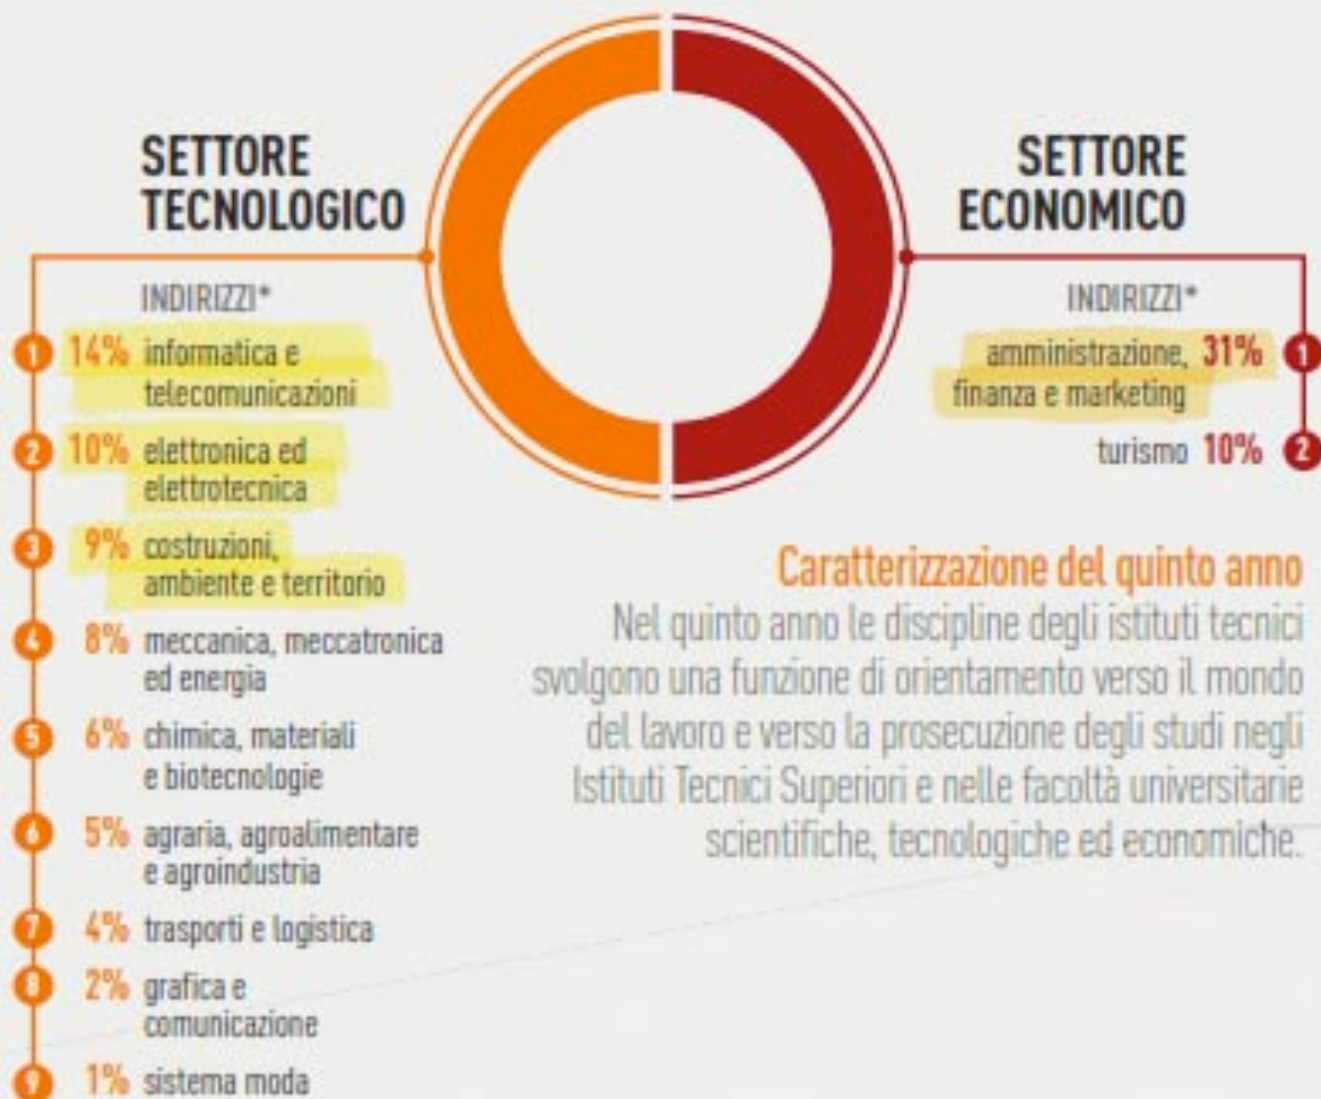 SETTORE
TECNOLOGICO
INDIRIZZI*
1 14% informatica e
telecomunicazioni
2 10% elettronica ed
elettrotecnica
3 9% costruzioni,
ambiente e territorio
4 8% meccanica, meccatronica
ed energia
5 6% chimica, materiali
e biotecnologie
6 5% agraria, agroalimentare
e agroindustria
7 4% trasporti e logistica
8 2% grafica e
comunicazione
9 1% sistema moda
SETTORE
ECONOMICO
INDIRIZZI*
amministrazione, 31% 1
finanza e marketing
turismo 10% 2
Caratterizzazione del quinto anno
Nel quinto anno le discipline degli istituti tecnici
svolgono una funzione di orientamento verso il mondo
del lavoro e verso la prosecuzione degli studi negli
Istituti Tecnici Superiori e nelle facoltà universitarie
scientifiche, tecnologiche ed economiche.